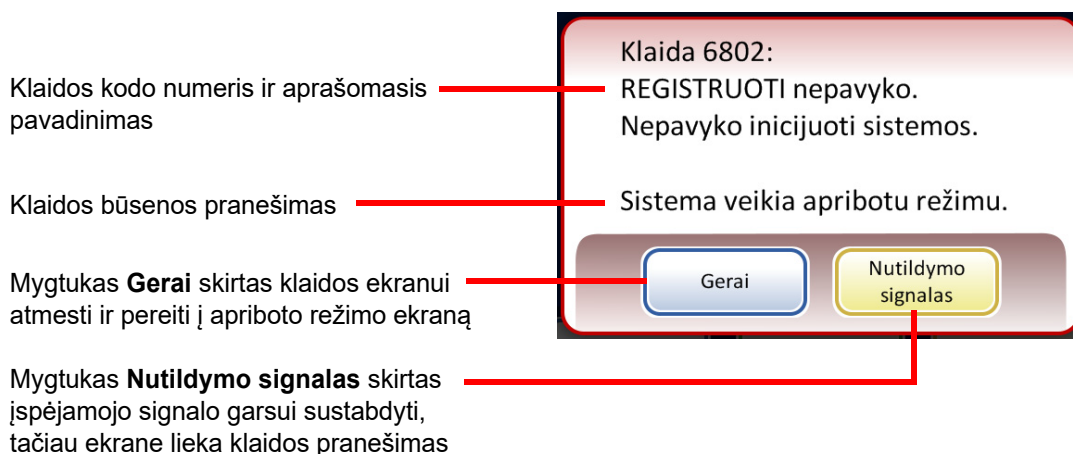 Klaidos kodo numeris ir aprašomasis
pavadinimas
Klaidos būsenos pranešimas
Mygtukas Gerai skirtas klaidos ekranui
atmesti ir pereiti į apriboto režimo ekraną
Mygtukas Nutildymo signalas skirtas
įspėjamojo signalo garsui sustabdyti,
tačiau ekrane lieka klaidos pranešimas
Klaida 6802:
REGISTRUOTI nepavyko.
Nepavyko inicijuoti sistemos.
Sistema veikia apribotu režimu.
Gerai
Nutildymo
signalas